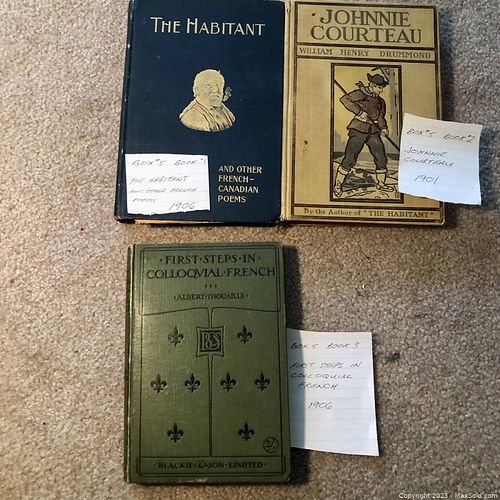 THE HABITANT
AND OTHER
FRENCH-
CANADIAN
POEMS
BOX #5 BOOK #1
THE HABITANT
AND OTHER FRENCH
POEMS
1906
JOHNNIE
COURTEAU
WILLIAM HENRY DRUMMOND
By the Author of "THE HABITANT"
BOX #5 BOOK #2
JOHNNIE
COURTEAU
1901
·FIRST·STEPS·IN·
COLLOQVIAL·FRENCH
·ALBERT·THOUAILLE·
B&S
2/-
·BLACKIE·&·SON·LIMITED·
BOX 5 BOOK 3
FIRST STEPS IN
COLLOQUIAL
FRENCH
1906
Copyright 2023 - MaxSold.com